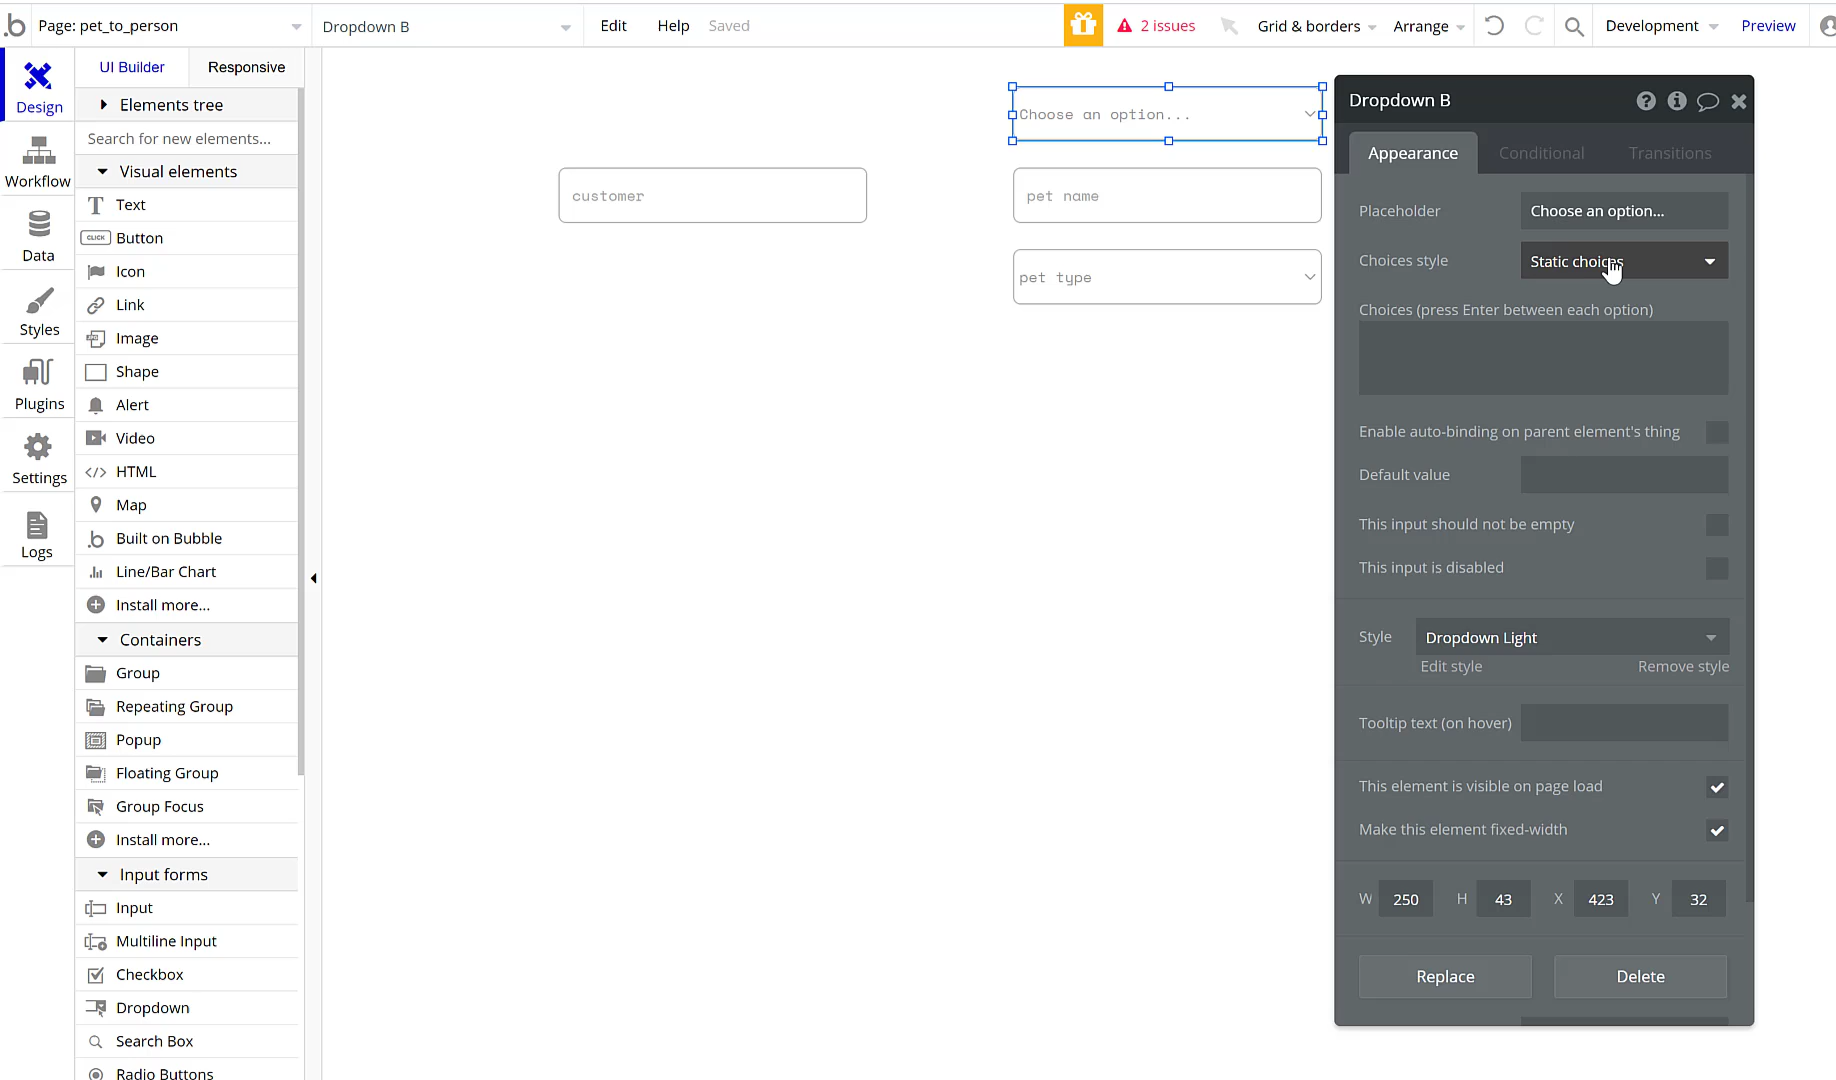 Page: pet_to_person
Dropdown B
Edit
Help
Saved
2 issues
Grid & borders
Arrange
Development
Preview
Design
Workflow
Data
Styles
Plugins
Settings
Logs
UI Builder
Responsive
Elements tree
Search for new elements...
Visual elements
Text
CLICK
Button
Icon
Link
Image
Shape
Alert
Video
HTML
Map
Built on Bubble
Line/Bar Chart
Install more...
Containers
Group
Repeating Group
Popup
Floating Group
Group Focus
Install more...
Input forms
Input
Multiline Input
Checkbox
Dropdown
Search Box
Radio Buttons
Choose an option...
customer
pet name
pet type
Dropdown B
Appearance
Conditional
Transitions
Placeholder
Choose an option...
Choices style
Static choices
Choices (press Enter between each option)
Enable auto-binding on parent element's thing
Default value
This input should not be empty
This input is disabled
Style
Dropdown Light
Edit style
Remove style
Tooltip text (on hover)
This element is visible on page load
Make this element fixed-width
W 250 H 43 X 423 Y 32
Replace
Delete